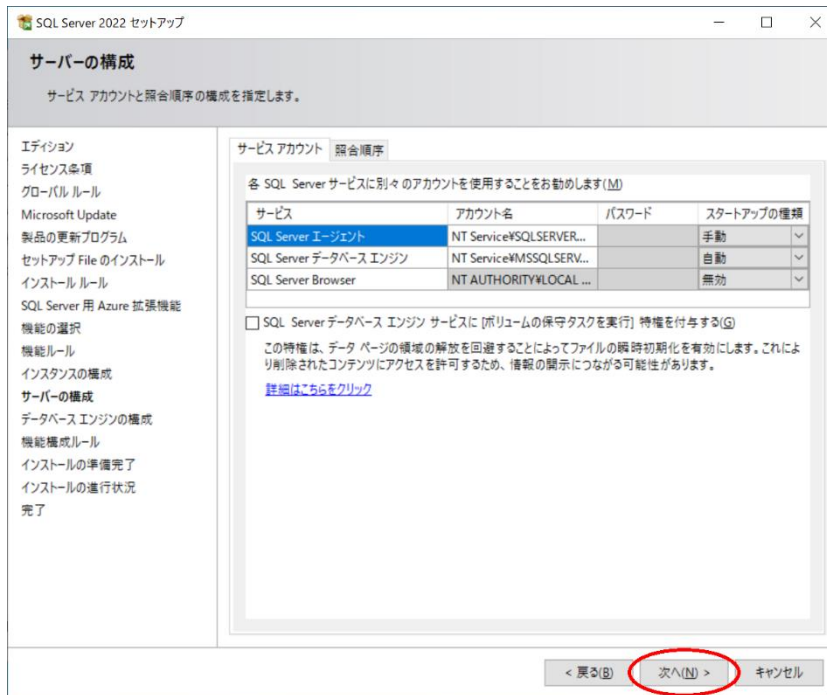 SQL Server 2022 セットアップ
サーバーの構成
サービス アカウントと照合順序の構成を指定します。
エディション
ライセンス条項
グローバル ルール
Microsoft Update
製品の更新プログラム
セットアップ File のインストール
インストール ルール
SQL Server 用 Azure 拡張機能
機能の選択
機能ルール
インスタンスの構成
サーバーの構成
データベース エンジンの構成
機能構成ルール
インストールの準備完了
インストールの進行状況
完了
サービス アカウント 照合順序
各 SQL Server サービスに別々のアカウントを使用することをお勧めします(M)
サービス アカウント名 パスワード スタートアップの種類
SQL Server エージェント NT Service¥SQLSERVER... 手動
SQL Server データベース エンジン NT Service¥MSSQLSERV... 自動
SQL Server Browser NT AUTHORITY¥LOCAL ... 無効
SQL Server データベース エンジン サービスに [ボリュームの保守タスクを実行] 特権を付与する(G)
この特権は、データ ページの領域の解放を回避することによってファイルの瞬時初期化を有効にします。これによ
り削除されたコンテンツにアクセスを許可するため、情報の開示につながる可能性があります。
詳細はこちらをクリック
< 戻る(B) 次へ(N) > キャンセル